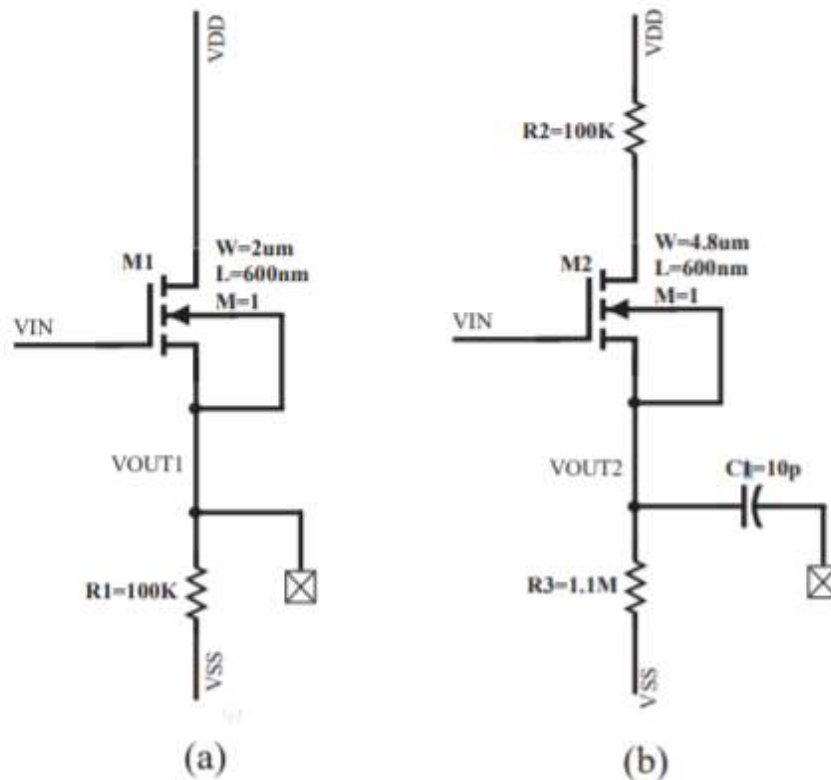 VDD
M1
W=2um
L=600nm
M=1
VIN
VOUT1
R1=100K
VSS
(a)
VDD
R2=100K
M2
W=4.8um
L=600nm
M=1
VIN
VOUT2
C1=10p
R3=1.1M
VSS
(b)